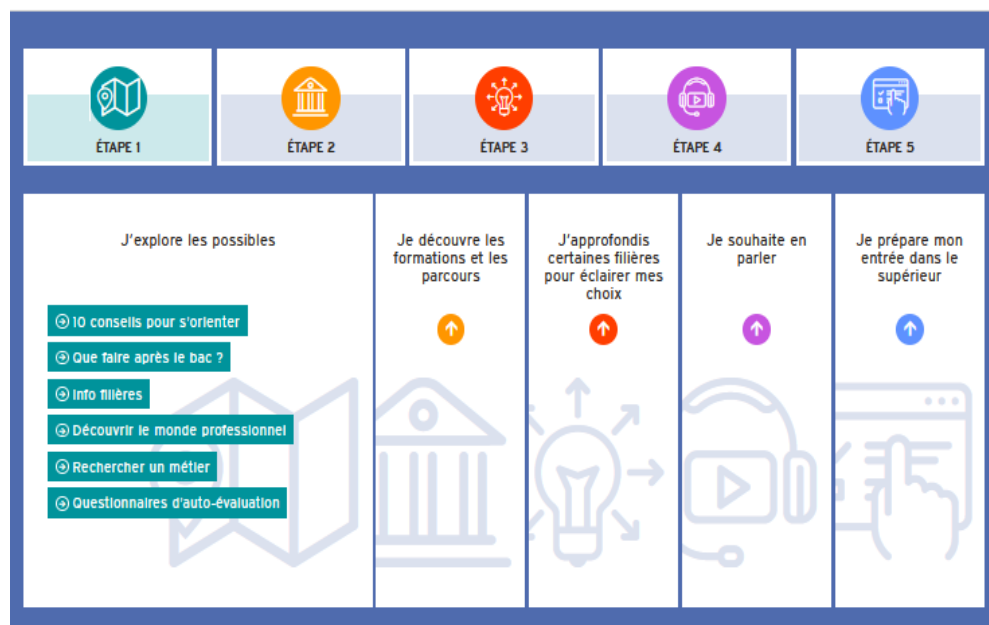 ÉTAPE 1
ÉTAPE 2
ÉTAPE 3
ÉTAPE 4
ÉTAPE 5
J'explore les possibles
10 conseils pour s'orienter
Que faire après le bac ?
Info filières
Découvrir le monde professionnel
Rechercher un métier
Questionnaires d'auto-évaluation
Je découvre les
formations et les
parcours
J'approfondis
certaines filières
pour éclairer mes
choix
Je souhaite en
parler
Je prépare mon
entrée dans le
supérieur